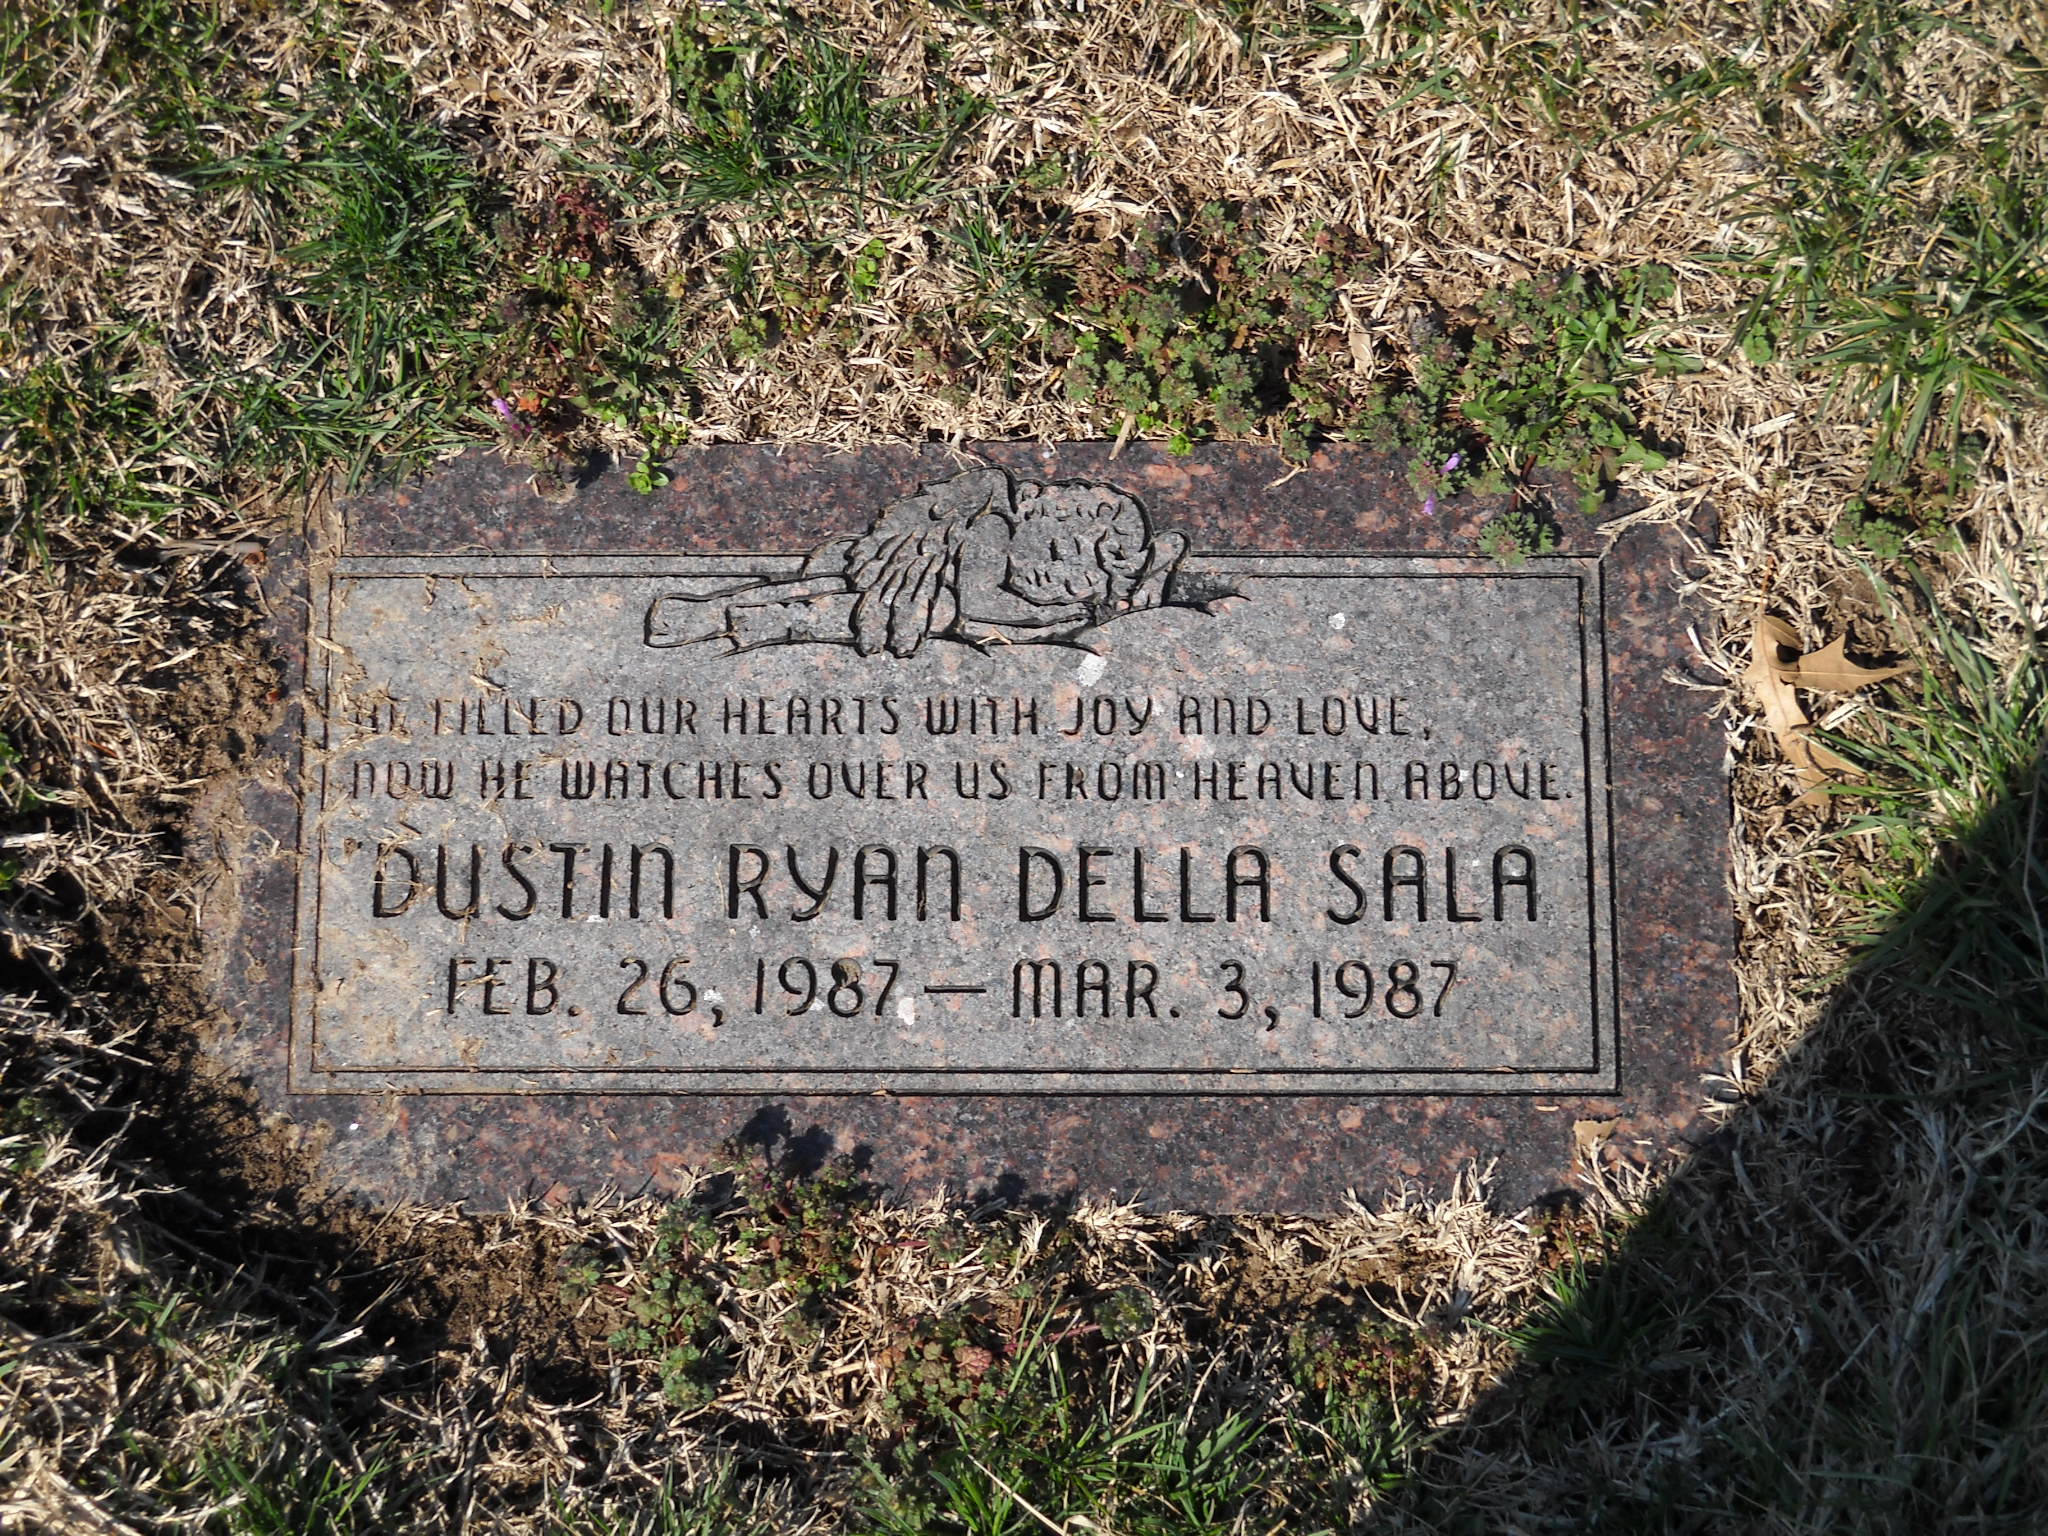 HE FILLED OUR HEARTS WITH JOY AND LOVE,
NOW HE WATCHES OVER US FROM HEAVEN ABOVE.
DUSTIN RYAN DELLA SALA
FEB. 26, 1987 — MAR. 3, 1987